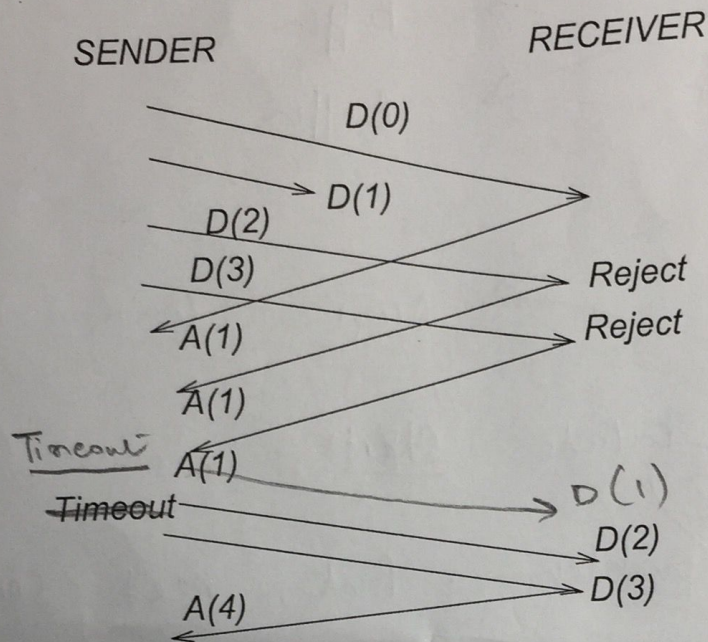 SENDER RECEIVER
D(0)
D(1)
D(2)
D(3)
Reject
Reject
A(1)
A(1)
Timeout
A(1)
D(1)
Timeout
D(2)
D(3)
A(4)